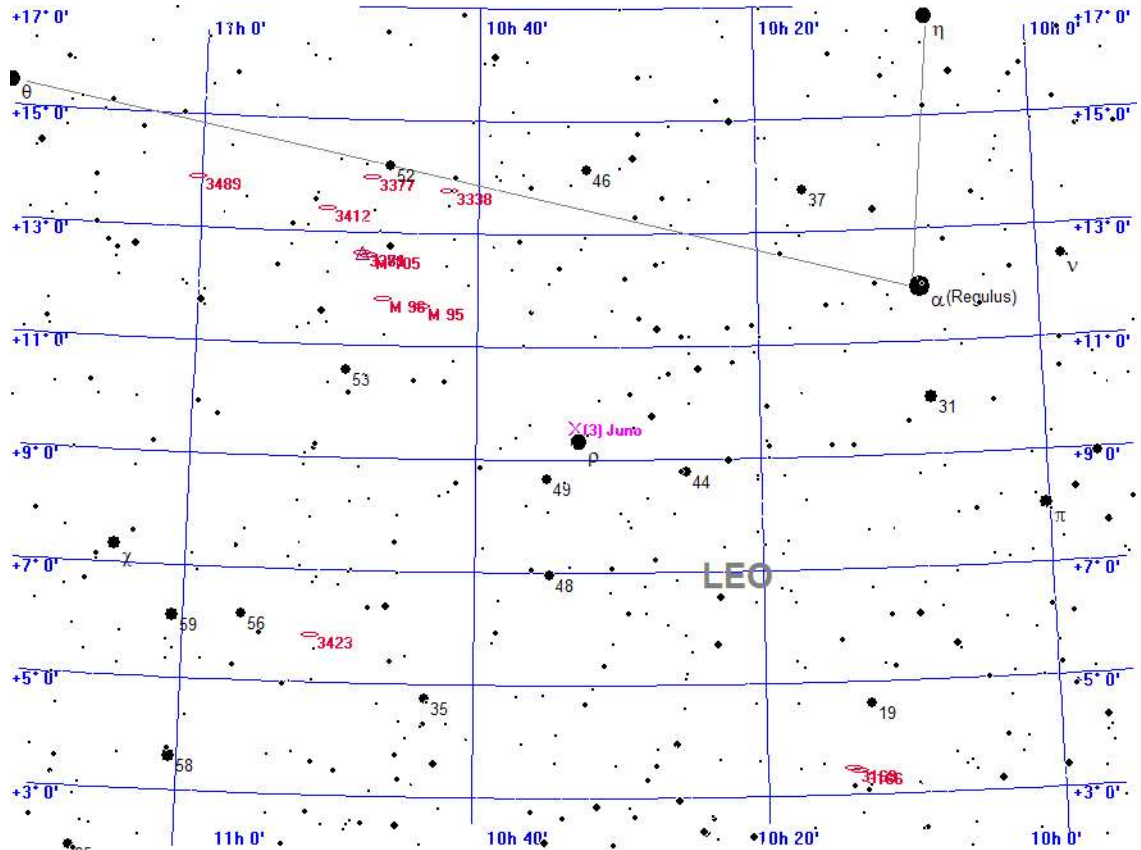 +17° 0'
11h 0'
10h 40'
10h 20'
η
10h 0'
+17° 0'
θ
+15° 0'
+15° 0'
52
3377
46
3489
3338
37
3412
+13° 0'
+13° 0'
M 105
ν
α (Regulus)
M 96
M 95
+11° 0'
+11° 0'
53
31
(3) Juno
+9° 0'
ρ
+9° 0'
49
44
π
χ
+7° 0'
LEO
+7° 0'
48
59
56
3423
+5° 0'
+5° 0'
35
19
58
3169
3166
+3° 0'
+3° 0'
11h 0'
10h 40'
10h 20'
10h 0'